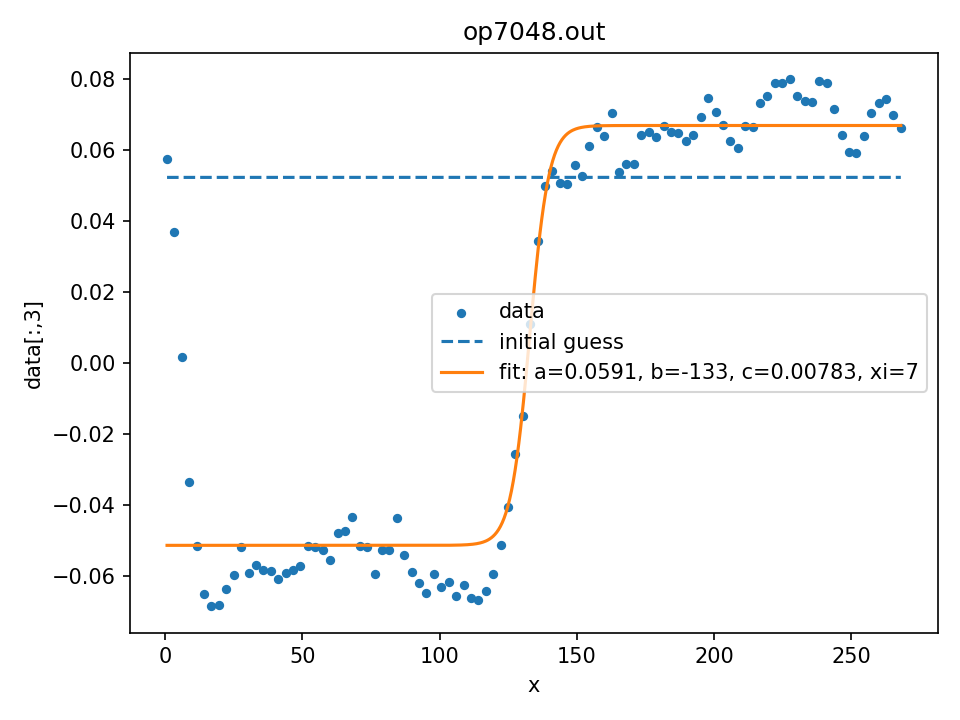 op7048.out
0.08
0.06
0.04
0.02
0.00
−0.02
−0.04
−0.06
data[:,3]
data
initial guess
fit: a=0.0591, b=-133, c=0.00783, xi=7
0 50 100 150 200 250
x